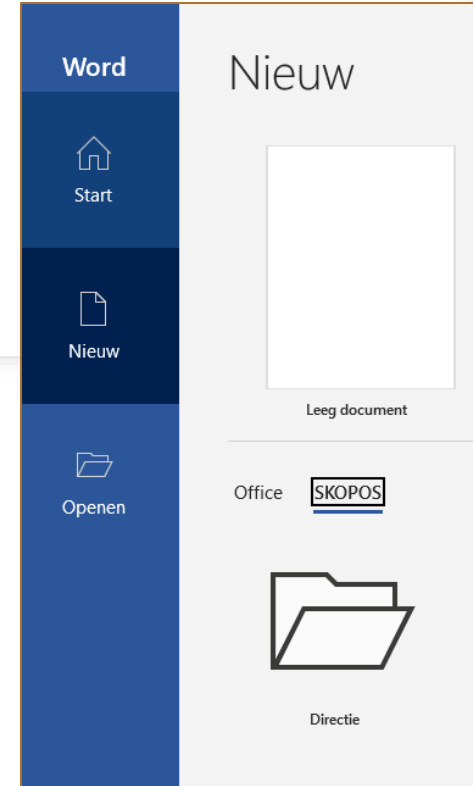 Word
Nieuw
Start
Nieuw
Leeg document
Openen
Office SKOPOS
Directie